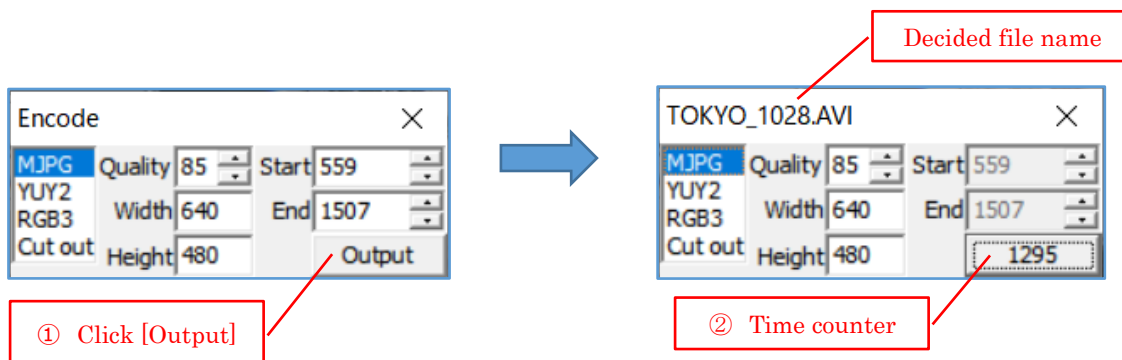 Decided file name
Encode
MJPG
YUY2
RGB3
Cut out
Quality 85
Width 640
Height 480
Start 559
End 1507
Output
① Click [Output]
TOKYO_1028.AVI
MJPG
YUY2
RGB3
Cut out
Quality 85
Width 640
Height 480
Start 559
End 1507
1295
② Time counter